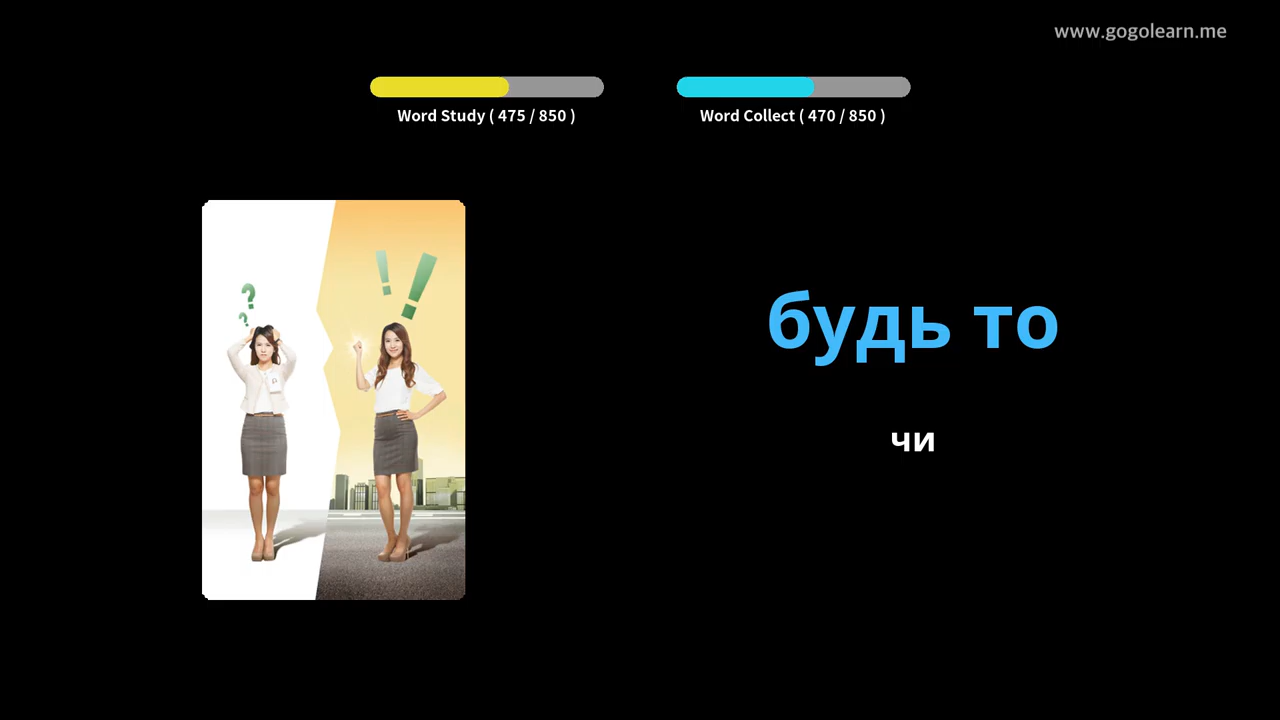 www.gogolearn.me
Word Study ( 475 / 850 )
Word Collect ( 470 / 850 )
? ! !
?
будь то
чи